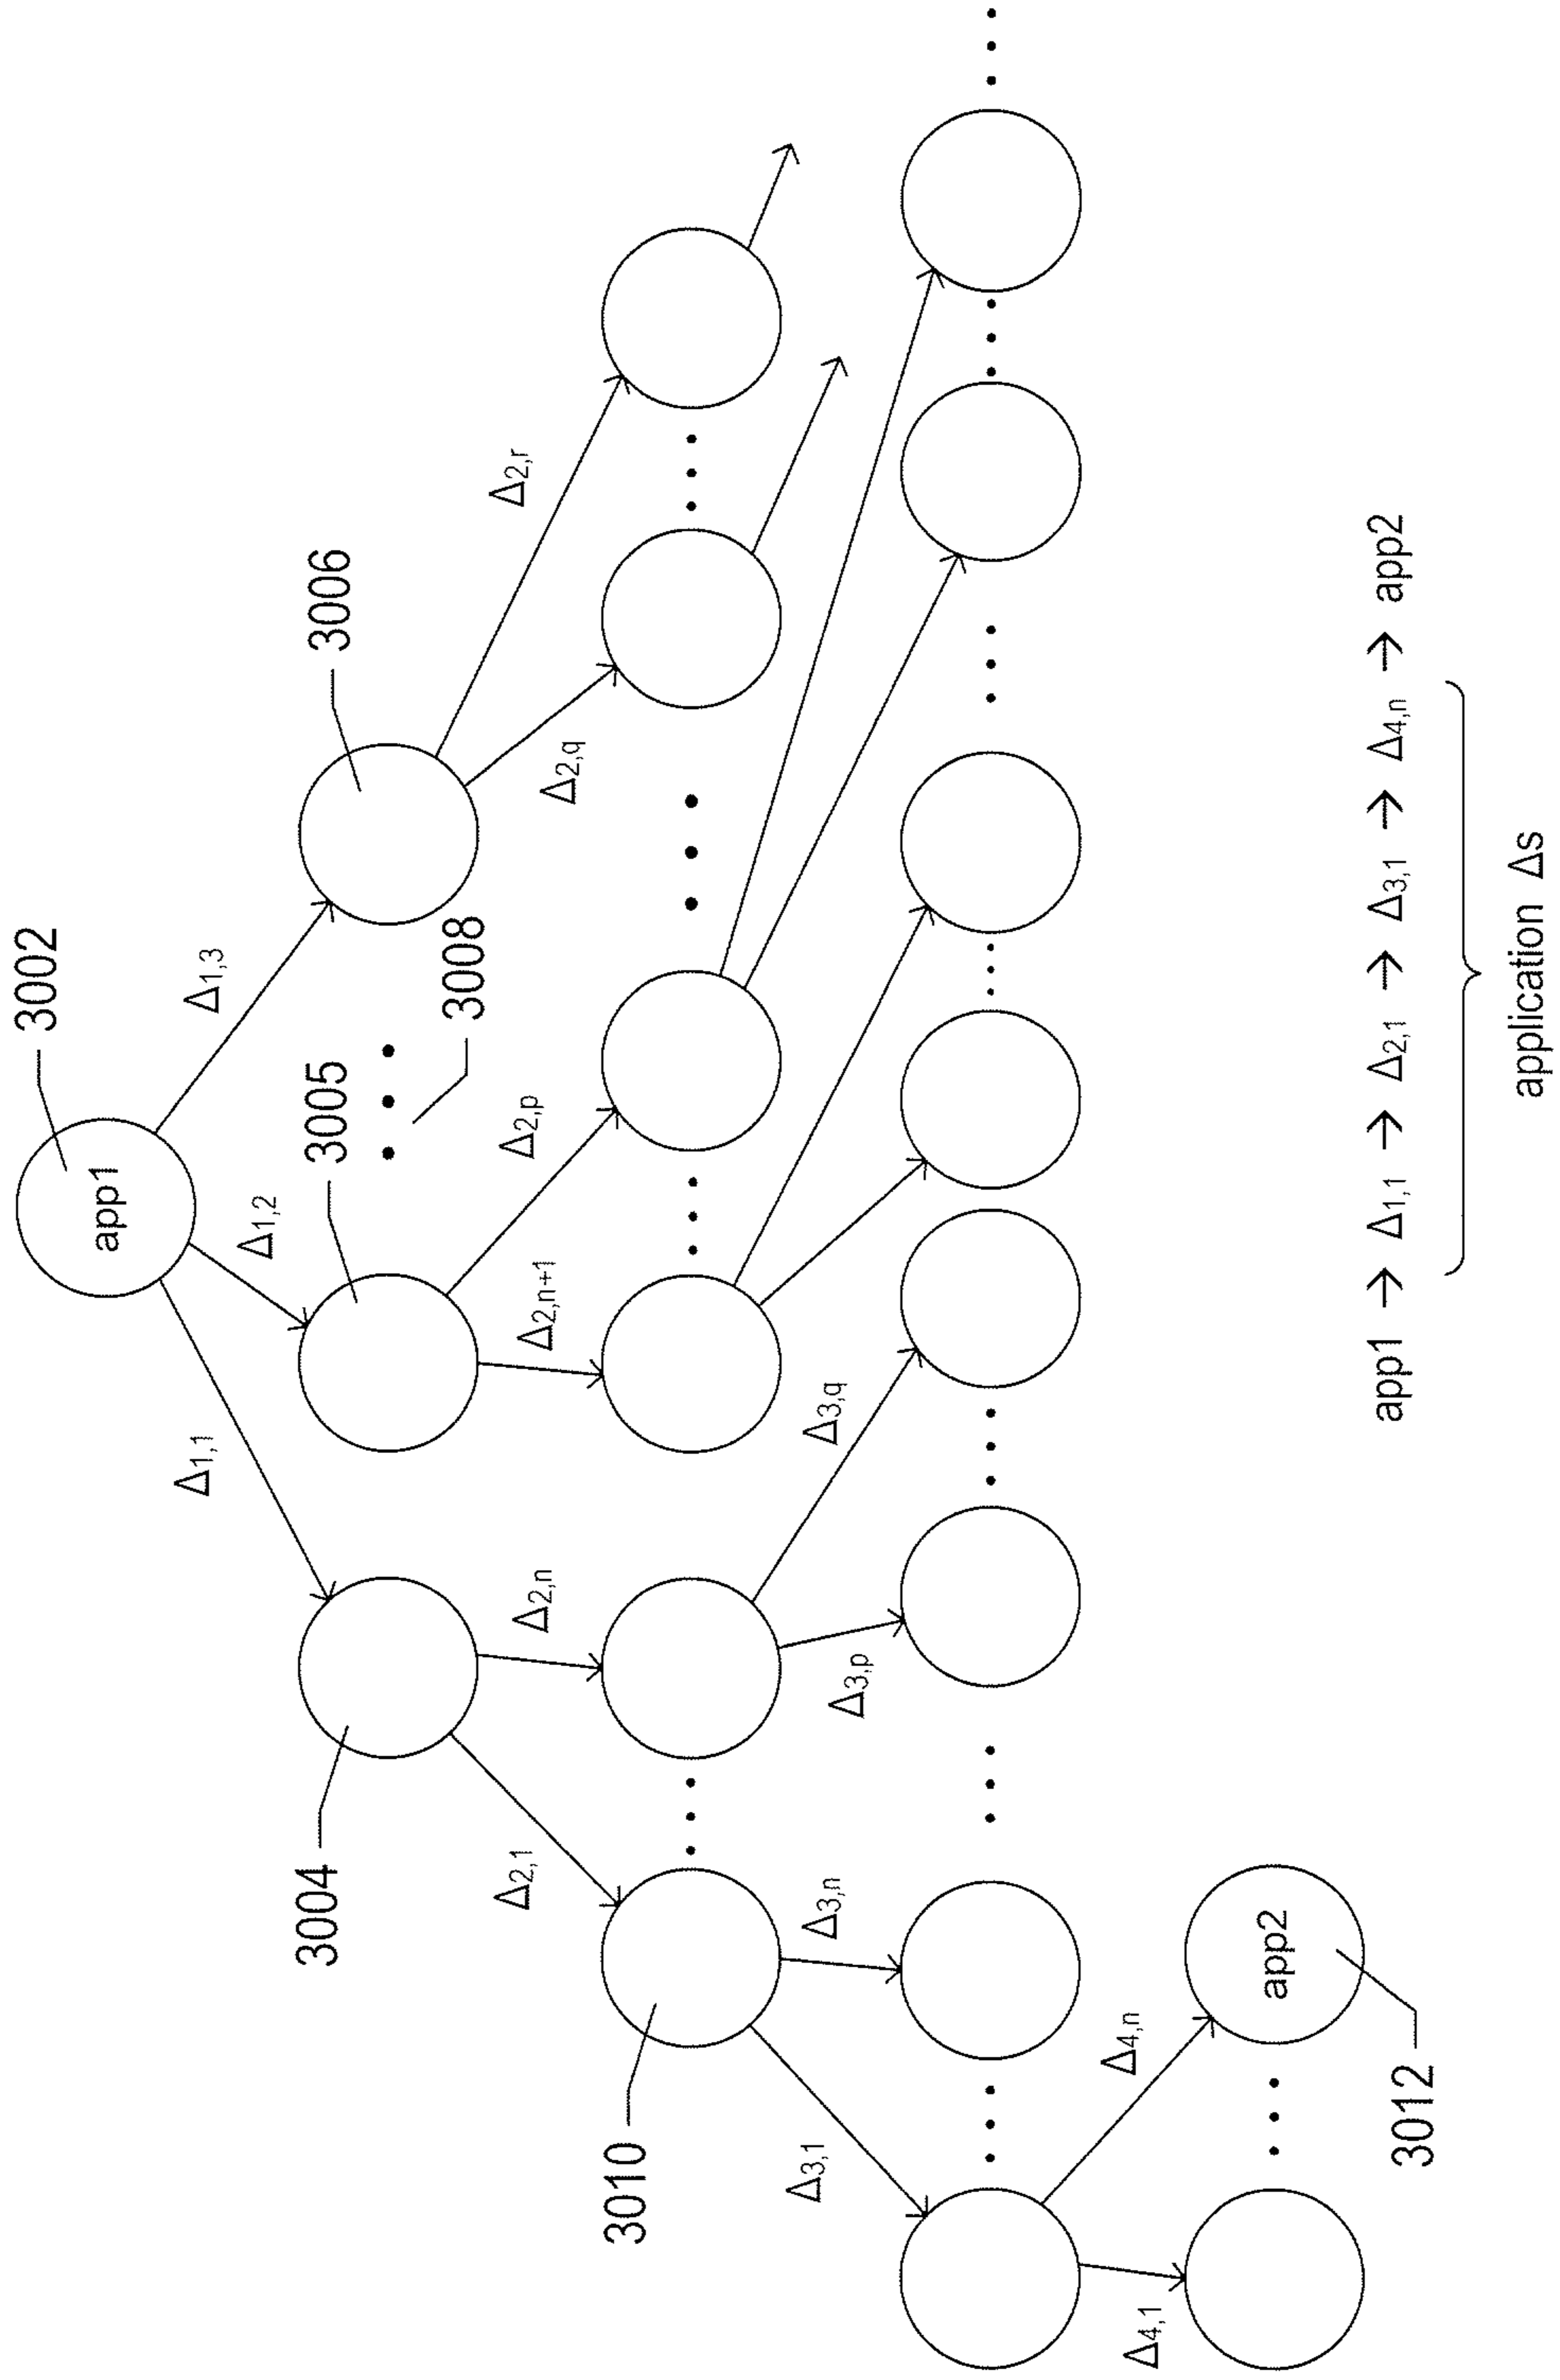 3002
app1
Δ1,1
Δ1,2
Δ1,3
3004
3005
3008
3006
Δ2,1
Δ2,n
Δ2,n+1
Δ2,p
Δ2,q
Δ2,r
3010
Δ3,1
Δ3,n
Δ3,p
Δ3,q
Δ4,1
Δ4,n
app2
3012
app1 → Δ1,1 → Δ2,1 → Δ3,1 → Δ4,n → app2
application Δs